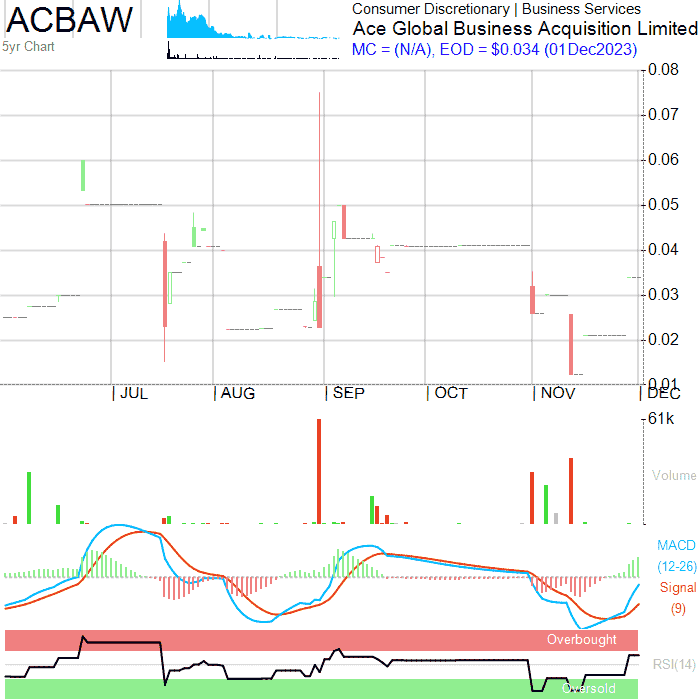 ACBAW
5yr Chart
Consumer Discretionary | Business Services
Ace Global Business Acquisition Limited
MC = (N/A), EOD = $0.034 (01Dec2023)
0.08
0.07
0.06
0.05
0.04
0.03
0.02
0.01
| JUL | AUG | SEP | OCT | NOV | DEC
61k
Volume
MACD
(12-26)
Signal
(9)
Overbought
RSI(14)
Oversold